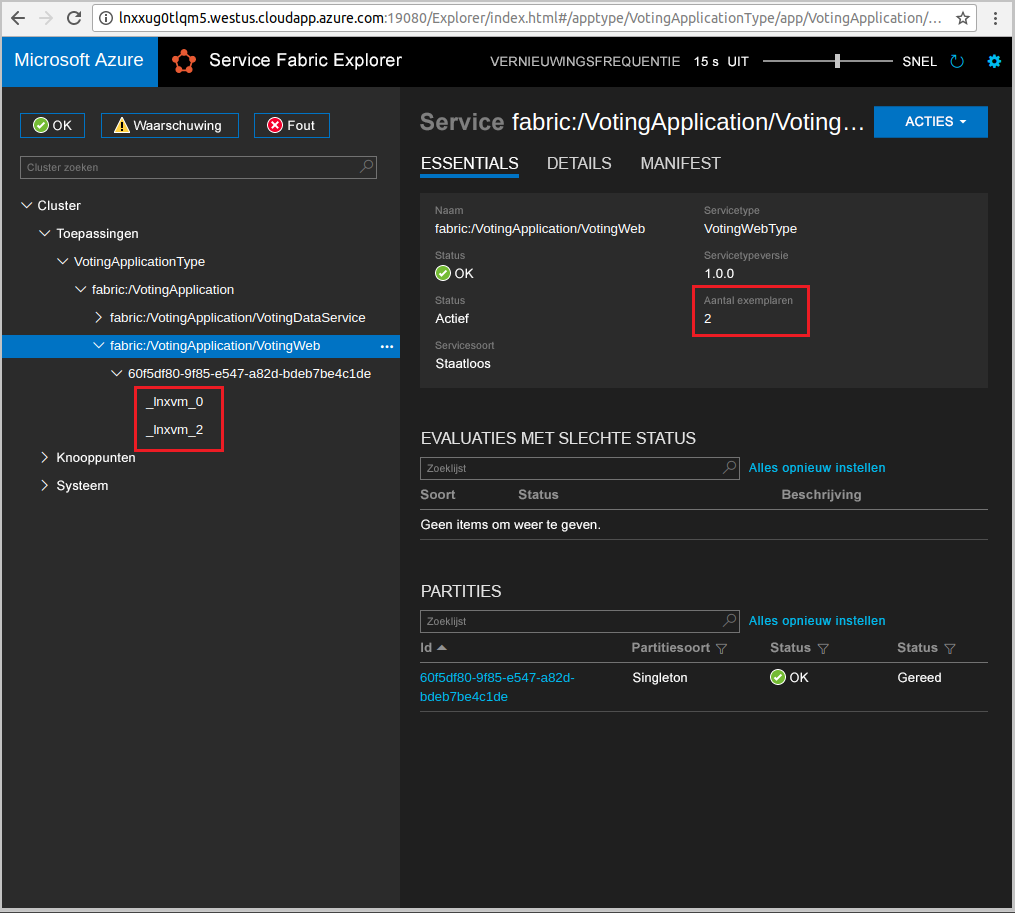 lnxxug0tlqm5.westus.cloudapp.azure.com:19080/Explorer/index.html#/apptype/VotingApplicationType/app/VotingApplication/...
Microsoft Azure
Service Fabric Explorer
VERNIEUWINGSFREQUENTIE 15 s UIT SNEL
OK
Waarschuwing
Fout
Cluster zoeken
Cluster
Toepassingen
VotingApplicationType
fabric:/VotingApplication
fabric:/VotingApplication/VotingDataService
fabric:/VotingApplication/VotingWeb ...
60f5df80-9f85-e547-a82d-bdeb7be4c1de
_lnxvm_0
_lnxvm_2
Knooppunten
Systeem
Service fabric:/VotingApplication/Voting...
ACTIES
ESSENTIALS DETAILS MANIFEST
Naam
fabric:/VotingApplication/VotingWeb
Servicetype
VotingWebType
Status
OK
Servicetypeversie
1.0.0
Status
Actief
Aantal exemplaren
2
Servicesoort
Staatloos
EVALUATIES MET SLECHTE STATUS
Zoeklijst
Alles opnieuw instellen
Soort Status Beschrijving
Geen items om weer te geven.
PARTITIES
Zoeklijst
Alles opnieuw instellen
Id Partitiesoort Status Status
60f5df80-9f85-e547-a82d- Singleton OK Gereed
bdeb7be4c1de